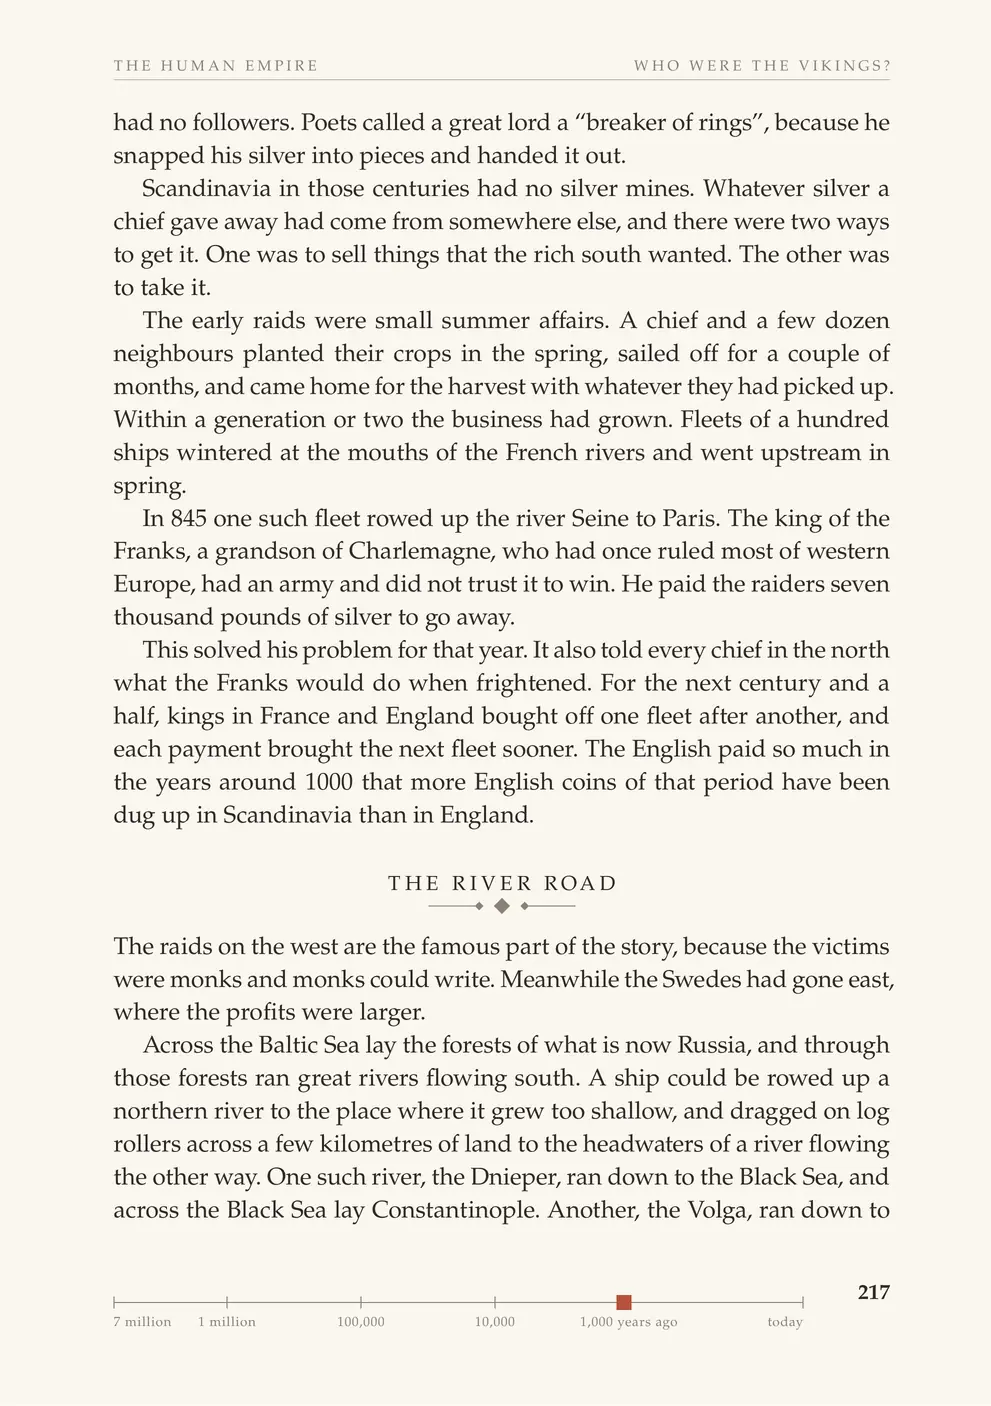 THE HUMAN EMPIRE
WHO WERE THE VIKINGS?
had no followers. Poets called a great lord a “breaker of rings”, because he
snapped his silver into pieces and handed it out.
Scandinavia in those centuries had no silver mines. Whatever silver a
chief gave away had come from somewhere else, and there were two ways
to get it. One was to sell things that the rich south wanted. The other was
to take it.
The early raids were small summer affairs. A chief and a few dozen
neighbours planted their crops in the spring, sailed off for a couple of
months, and came home for the harvest with whatever they had picked up.
Within a generation or two the business had grown. Fleets of a hundred
ships wintered at the mouths of the French rivers and went upstream in
spring.
In 845 one such fleet rowed up the river Seine to Paris. The king of the
Franks, a grandson of Charlemagne, who had once ruled most of western
Europe, had an army and did not trust it to win. He paid the raiders seven
thousand pounds of silver to go away.
This solved his problem for that year. It also told every chief in the north
what the Franks would do when frightened. For the next century and a
half, kings in France and England bought off one fleet after another, and
each payment brought the next fleet sooner. The English paid so much in
the years around 1000 that more English coins of that period have been
dug up in Scandinavia than in England.
THE RIVER ROAD
The raids on the west are the famous part of the story, because the victims
were monks and monks could write. Meanwhile the Swedes had gone east,
where the profits were larger.
Across the Baltic Sea lay the forests of what is now Russia, and through
those forests ran great rivers flowing south. A ship could be rowed up a
northern river to the place where it grew too shallow, and dragged on log
rollers across a few kilometres of land to the headwaters of a river flowing
the other way. One such river, the Dnieper, ran down to the Black Sea, and
across the Black Sea lay Constantinople. Another, the Volga, ran down to
217
7 million 1 million 100,000 10,000 1,000 years ago today